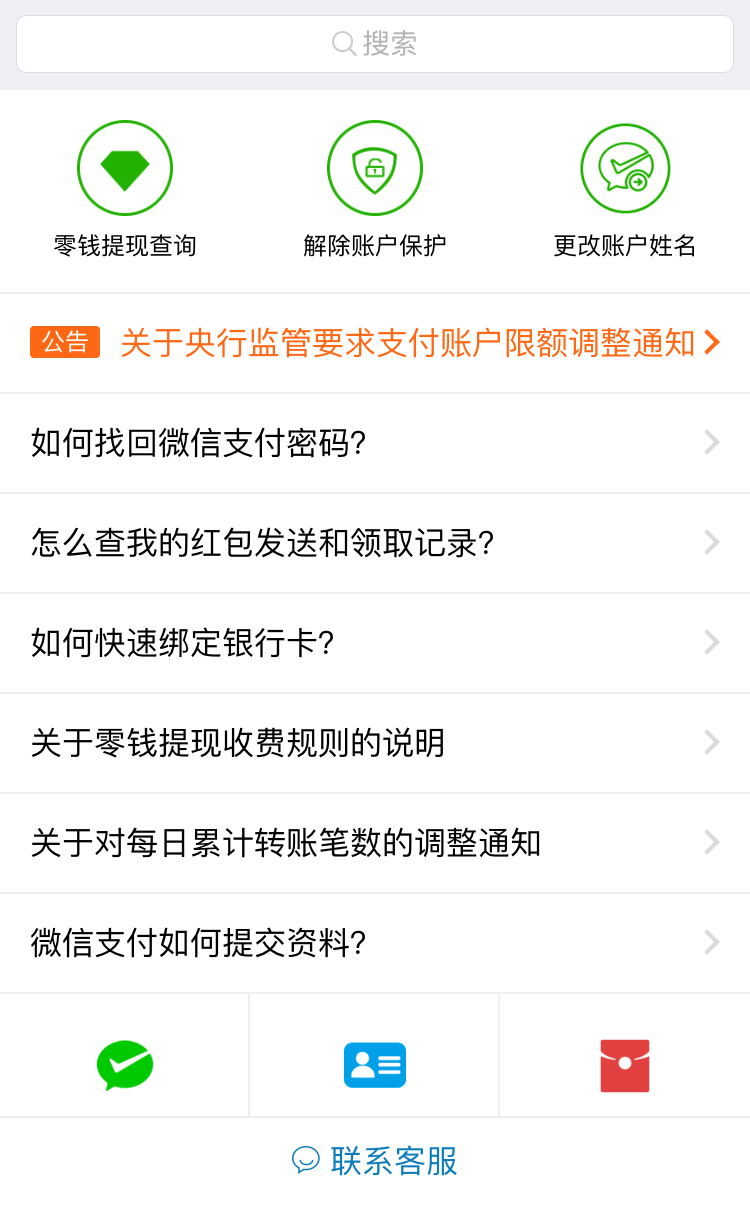 搜索
零钱提现查询
解除账户保护
更改账户姓名
公告 关于央行监管要求支付账户限额调整通知
如何找回微信支付密码?
怎么查我的红包发送和领取记录?
如何快速绑定银行卡?
关于零钱提现收费规则的说明
关于对每日累计转账笔数的调整通知
微信支付如何提交资料?
联系客服